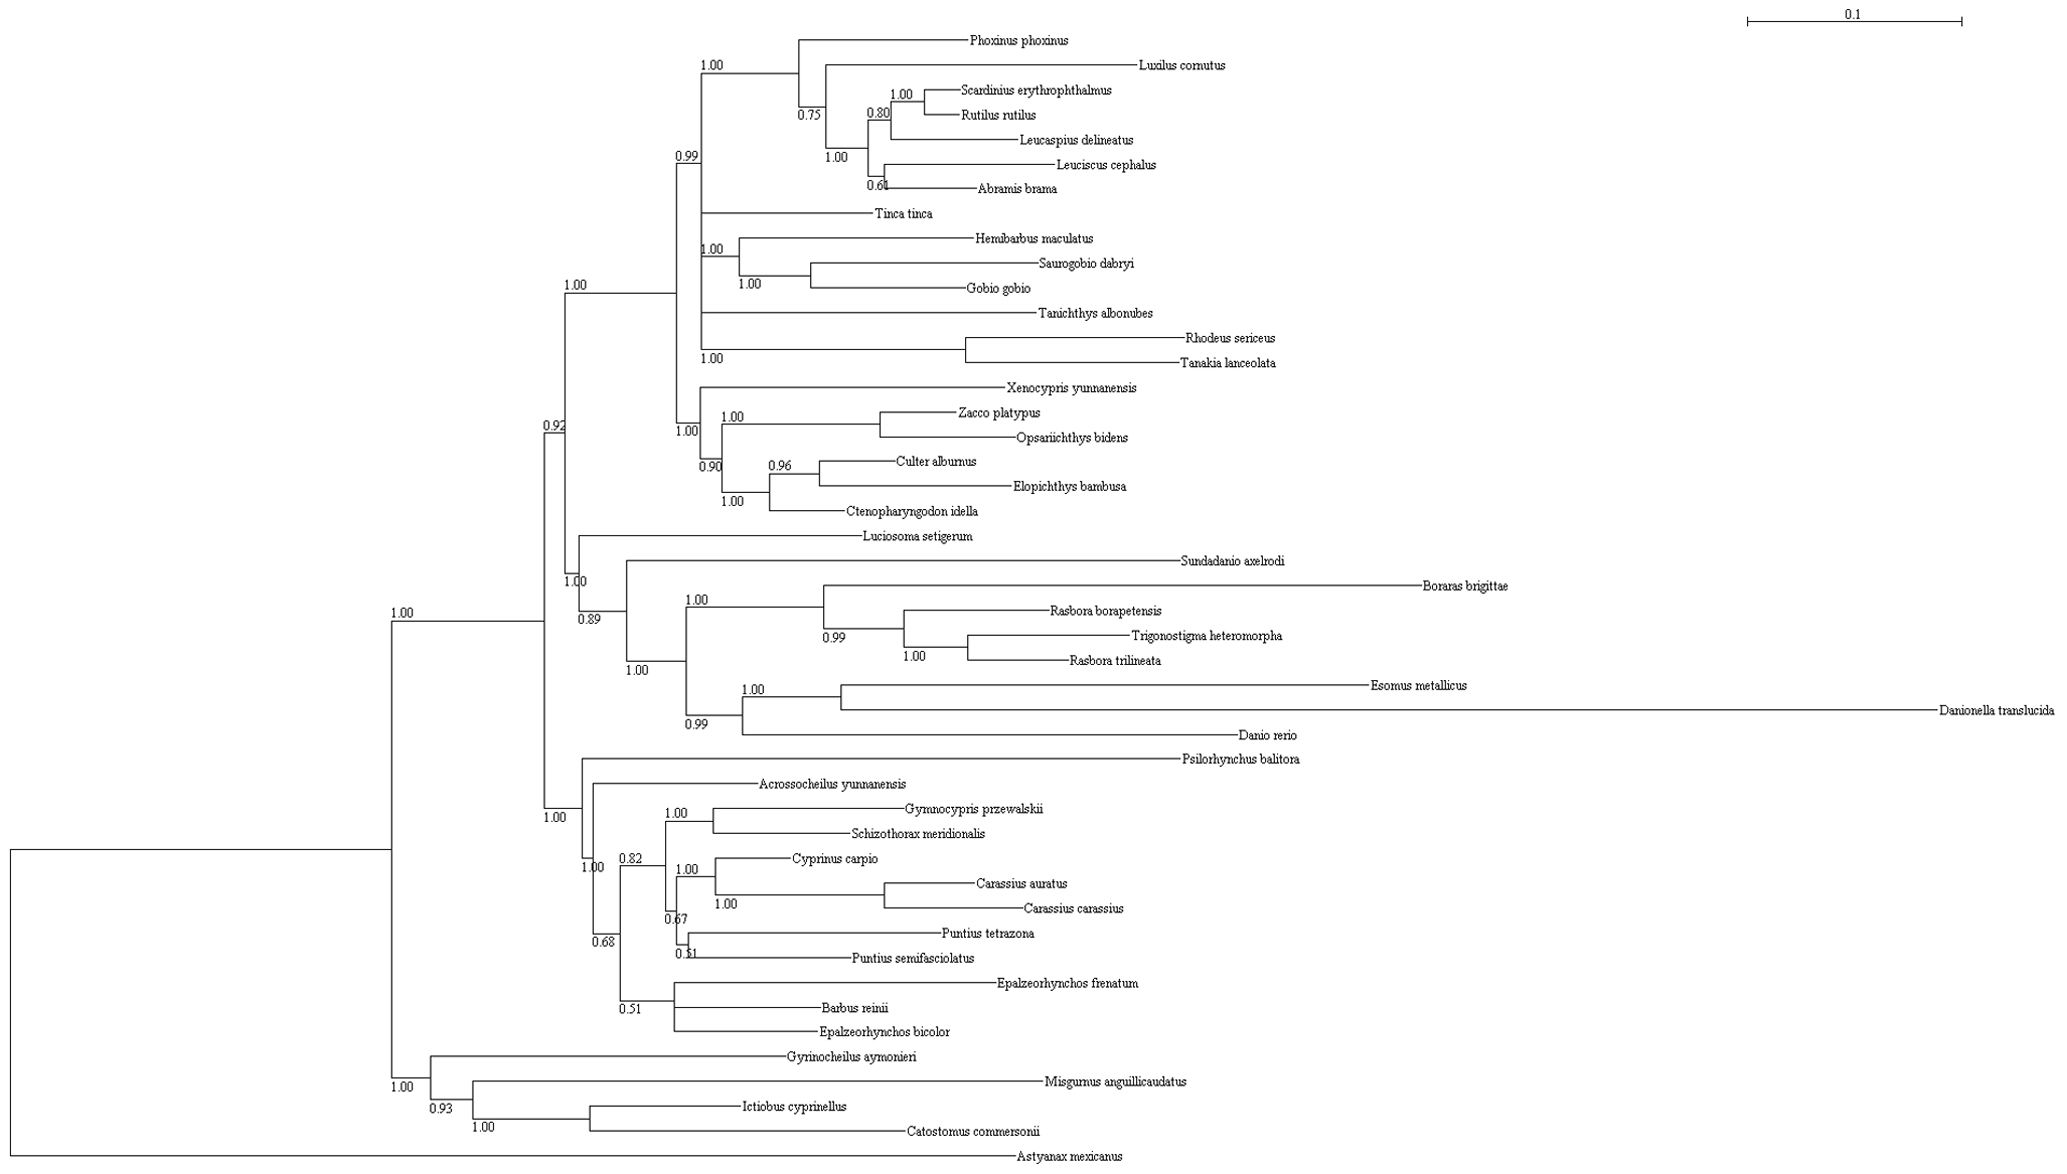 0.1
Phoxinus phoxinus
1.00
Luxilus cornutus
Scardinius erythrophthalmus
1.00
0.80
0.75
Rutilus rutilus
Leucaspius delineatus
1.00
0.99
Leuciscus cephalus
0.61
Abramis brama
Tinca tinca
Hemibarbus maculatus
1.00
Saurogobio dabryi
1.00
Gobio gobio
1.00
Tanichthys albonubes
Rhodeus sericeus
1.00
Tanakia lanceolata
Xenocypris yunnanensis
Zacco platypus
1.00
0.92
1.00
Opsariichthys bidens
Culter alburnus
0.90
0.96
Elopichthys bambusa
1.00
Ctenopharyngodon idella
Luciosoma setigerum
Sundadanio axelrodi
1.00
Boraras brigittae
1.00
1.00
Rasbora borapetensis
0.89
Trigonostigma heteromorpha
0.99
1.00
Rasbora trilineata
1.00
Esomus metallicus
1.00
Danionella translucida
0.99
Danio rerio
Psilorhynchus balitora
Acrossocheilus yunnanensis
Gymnocypris przewalskii
1.00
1.00
Schizothorax meridionalis
0.82
Cyprinus carpio
1.00
1.00
Carassius auratus
1.00
Carassius carassius
0.67
Puntius tetrazona
0.68
0.51
Puntius semifasciolatus
Epalzeorhynchos frenatum
0.51
Barbus reinii
Epalzeorhynchos bicolor
Gyrinocheilus aymonieri
1.00
Misgurnus anguillicaudatus
0.93
Ictiobus cyprinellus
1.00
Catostomus commersonii
Astyanax mexicanus